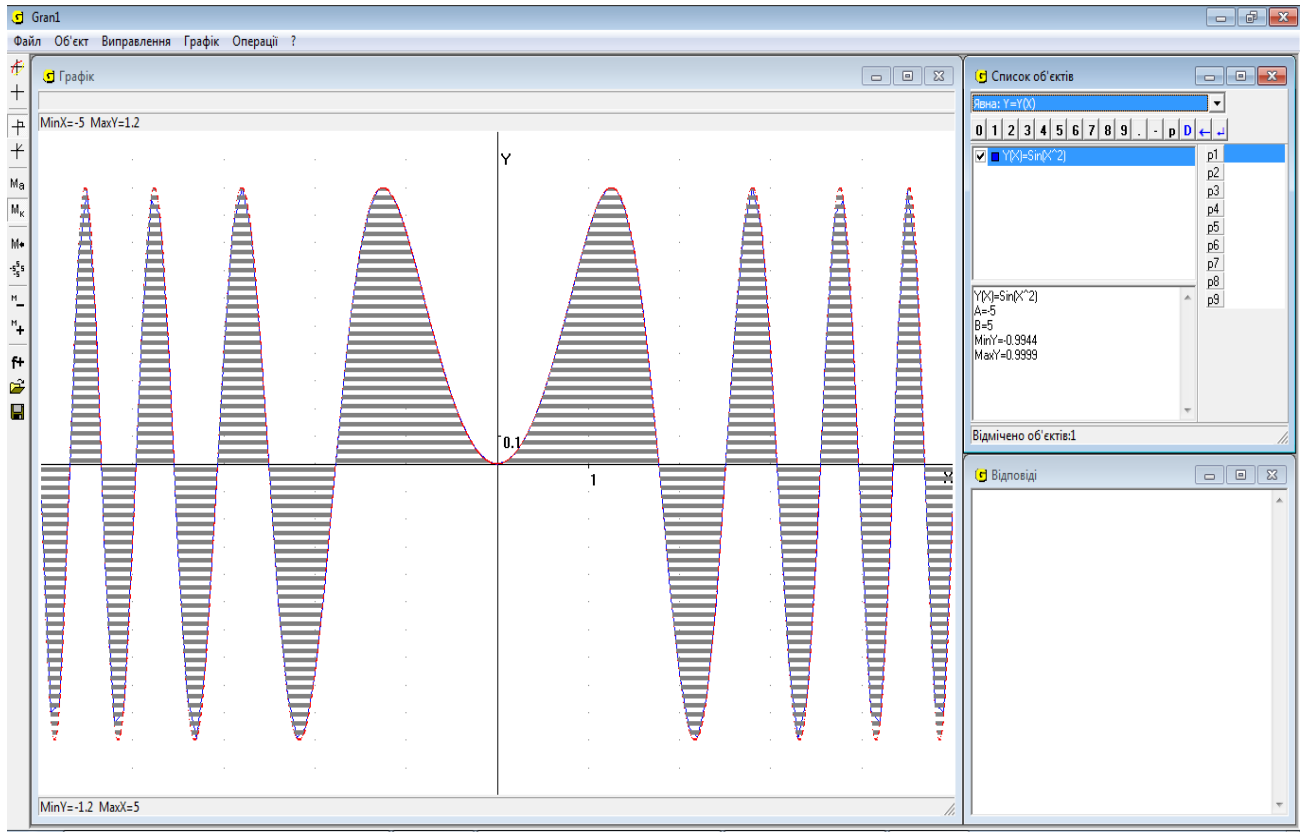 Gran1
Файл Об'єкт Виправлення Графік Операції ?
Графік
MinX=-5 MaxY=1.2
Y
0.1
1
X
MinY=-1.2 MaxX=5
Ma
Мк
M
-s s s s
M
M
f+
Список об'єктів
Явна: Y=Y(X)
0 1 2 3 4 5 6 7 8 9 . - p D ← ↲
Y(X)=Sin(X^2)
p1
p2
p3
p4
p5
p6
p7
p8
p9
Y(X)=Sin(X^2)
A=-5
B=5
MinY=-0.9944
MaxY=0.9999
Відмічено об'єктів:1
Відповіді